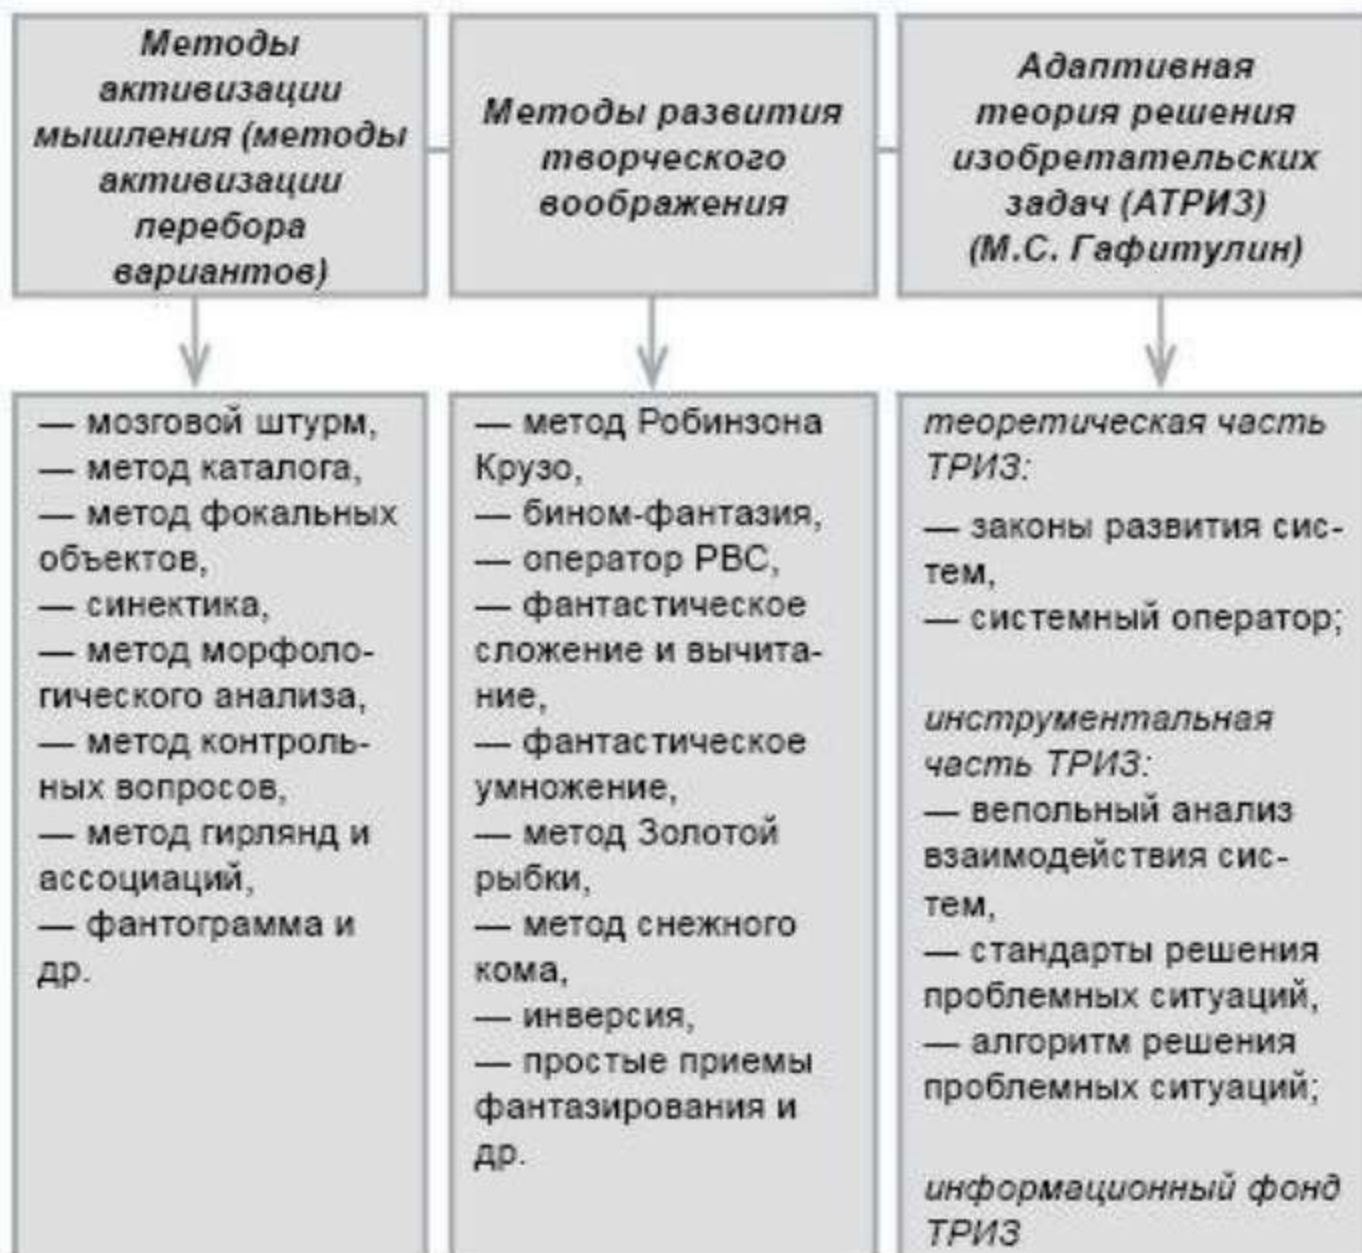 Методы
активизации
мышления (методы
активизации
перебора
вариантов)
Методы развития
творческого
воображения
Адаптивная
теория решения
изобретательских
задач (АТРИЗ)
(М.С. Гафитулин)
— мозговой штурм,
— метод каталога,
— метод фокальных
объектов,
— синектика,
— метод морфоло-
гического анализа,
— метод контроль-
ных вопросов,
— метод гирлянд и
ассоциаций,
— фантограмма и
др.
— метод Робинзона
Крузо,
— бином-фантазия,
— оператор РВС,
— фантастическое
сложение и вычита-
ние,
— фантастическое
умножение,
— метод Золотой
рыбки,
— метод снежного
кома,
— инверсия,
— простые приемы
фантазирования и
др.
теоретическая часть
ТРИЗ:
— законы развития сис-
тем,
— системный оператор;
инструментальная
часть ТРИЗ:
— вепольный анализ
взаимодействия сис-
тем,
— стандарты решения
проблемных ситуаций,
— алгоритм решения
проблемных ситуаций;
информационный фонд
ТРИЗ